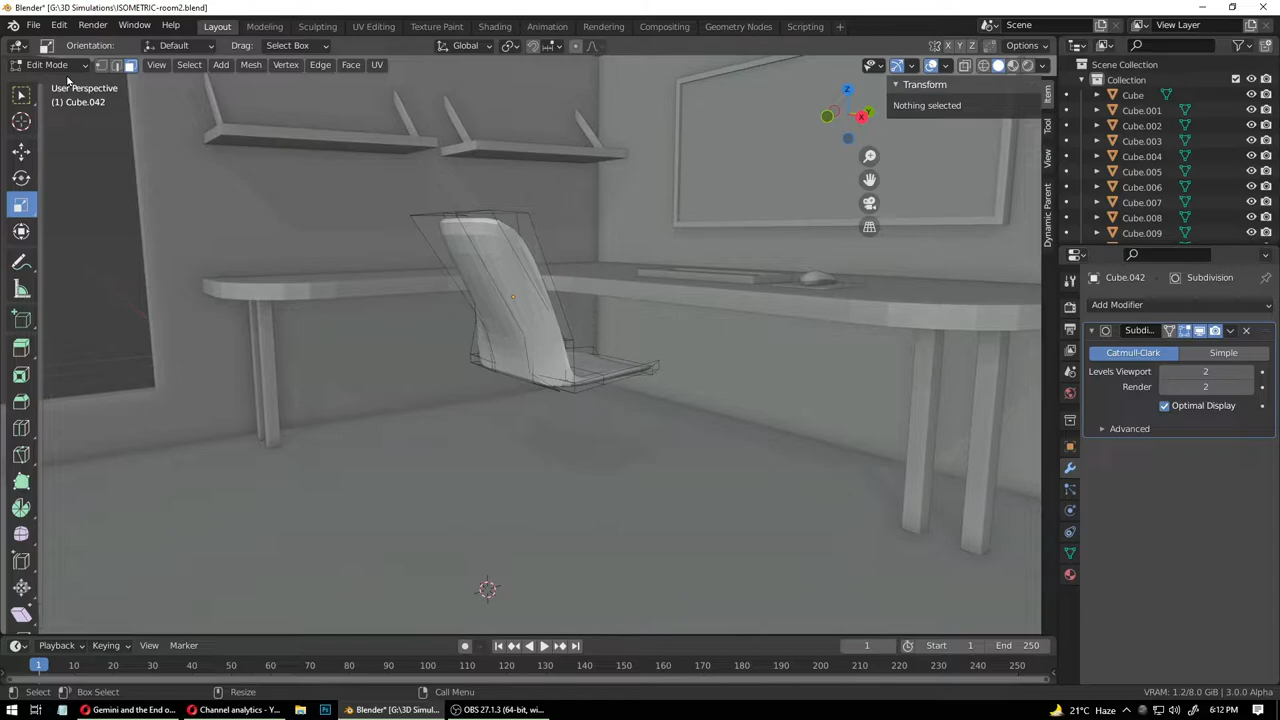 Blender* [G:\3D Simulations\ISOMETRIC-room2.blend]
File Edit Render Window Help
Layout Modeling Sculpting UV Editing Texture Paint Shading Animation Rendering Compositing Geometry Nodes Scripting
Scene View Layer
Orientation: Default Drag: Select Box Global X Y Z Options
Edit Mode View Select Add Mesh Vertex Edge Face UV
User Perspective
(1) Cube.042
Transform
Nothing selected
Item
Tool
View
Dynamic Parent
Z
Y
X
Scene Collection
Collection
Cube
Cube.001
Cube.002
Cube.003
Cube.004
Cube.005
Cube.006
Cube.007
Cube.008
Cube.009
Cube.042 Subdivision
Add Modifier
Subdi...
Catmull-Clark Simple
Levels Viewport 2
Render 2
Optimal Display
Advanced
Playback Keying View Marker
1 Start 1 End 250
1 10 20 30 40 50 60 70 80 90 100 110 120 130 140 150 160 170 180 190 200 210 220 230 240 250
Select Box Select Resize Call Menu
VRAM: 1.2/8.0 GiB | 3.0.0 Alpha
Gemini and the End o...
Channel analytics - Y...
Blender* [G:\3D Simul...
OBS 27.1.3 (64-bit, wi...
21°C Haze
6:12 PM